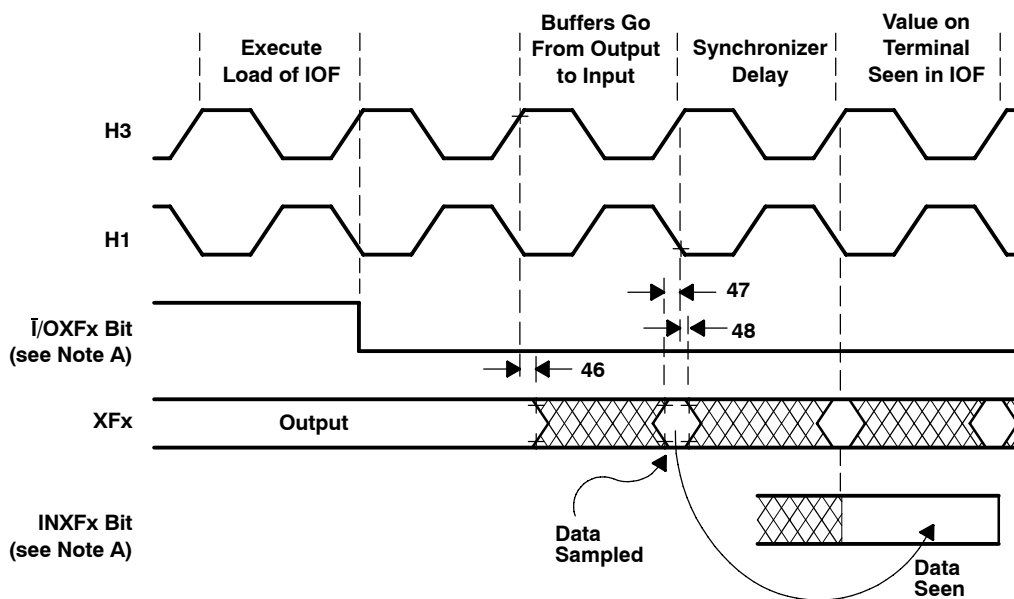 Execute
Load of IOF
Buffers Go
From Output
to Input
Synchronizer
Delay
Value on
Terminal
Seen in IOF
H3
H1
47
Ī/OXFx Bit
(see Note A)
48
46
XFx
Output
INXFx Bit
(see Note A)
Data
Sampled
Data
Seen